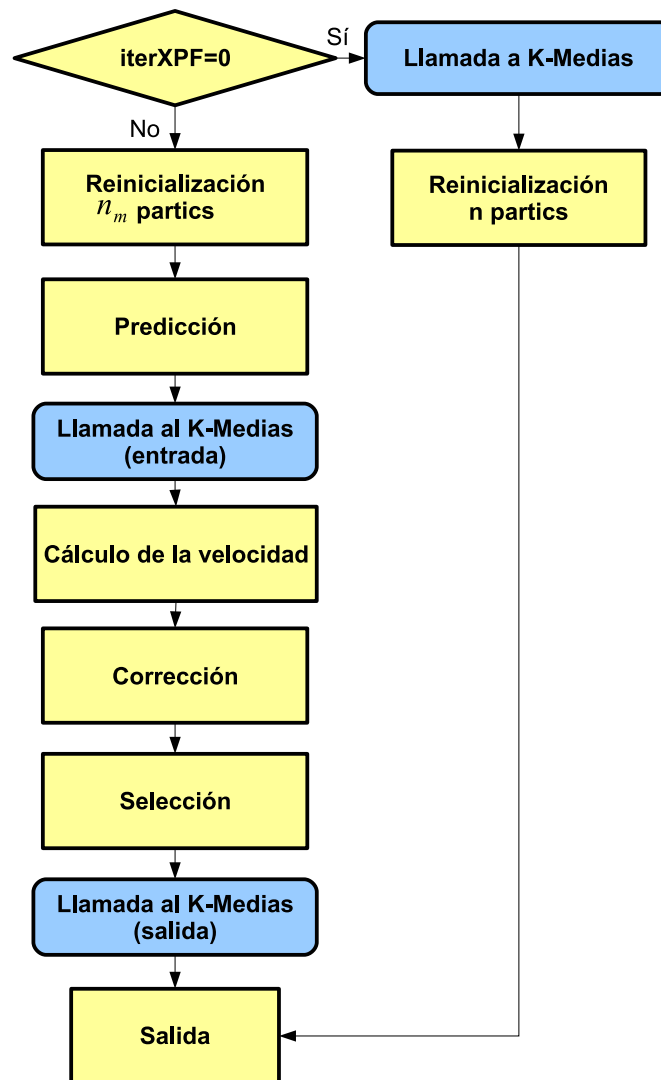 iterXPF=0
Sí
Llamada a K-Medias
No
Reinicialización
n_m partics
Reinicialización
n partics
Predicción
Llamada al K-Medias
(entrada)
Cálculo de la velocidad
Corrección
Selección
Llamada al K-Medias
(salida)
Salida